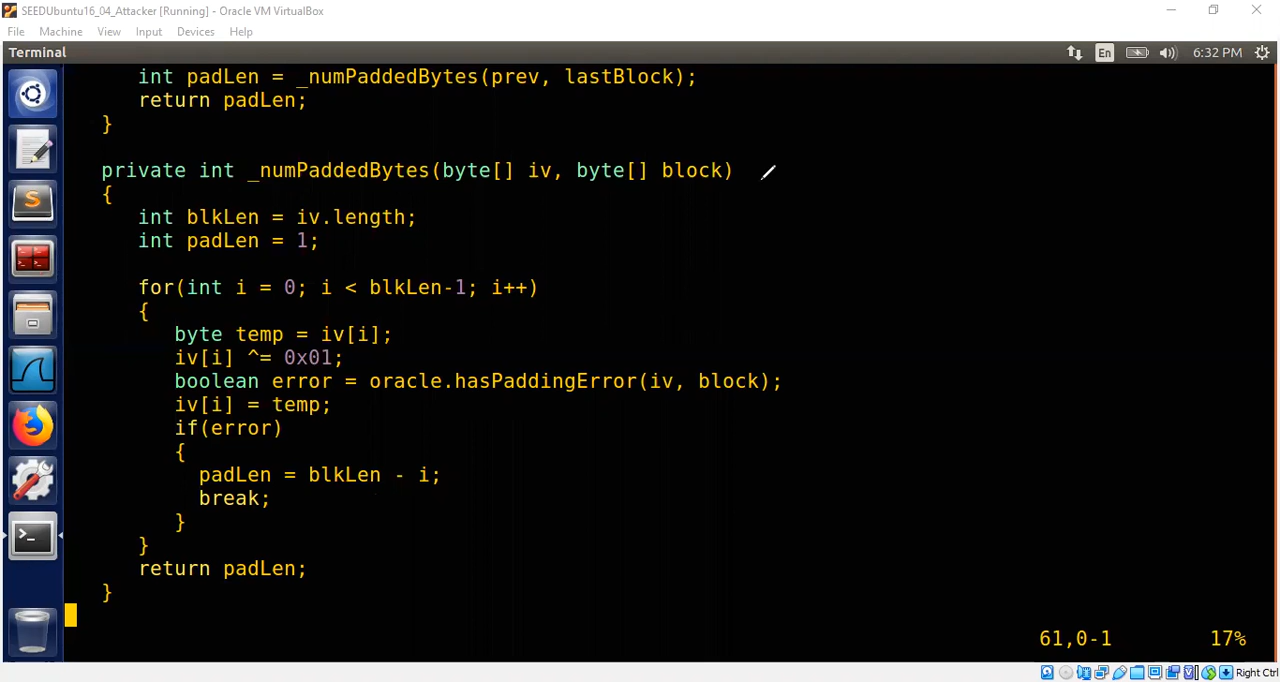 SEEDUbuntu16_04_Attacker [Running] - Oracle VM VirtualBox
File Machine View Input Devices Help
Terminal En 6:32 PM
int padLen = _numPaddedBytes(prev, lastBlock);
return padLen;
}
private int _numPaddedBytes(byte[] iv, byte[] block)
{
int blkLen = iv.length;
int padLen = 1;
for(int i = 0; i < blkLen-1; i++)
{
byte temp = iv[i];
iv[i] ^= 0x01;
boolean error = oracle.hasPaddingError(iv, block);
iv[i] = temp;
if(error)
{
padLen = blkLen - i;
break;
}
}
return padLen;
}
61,0-1 17%
Right Ctrl